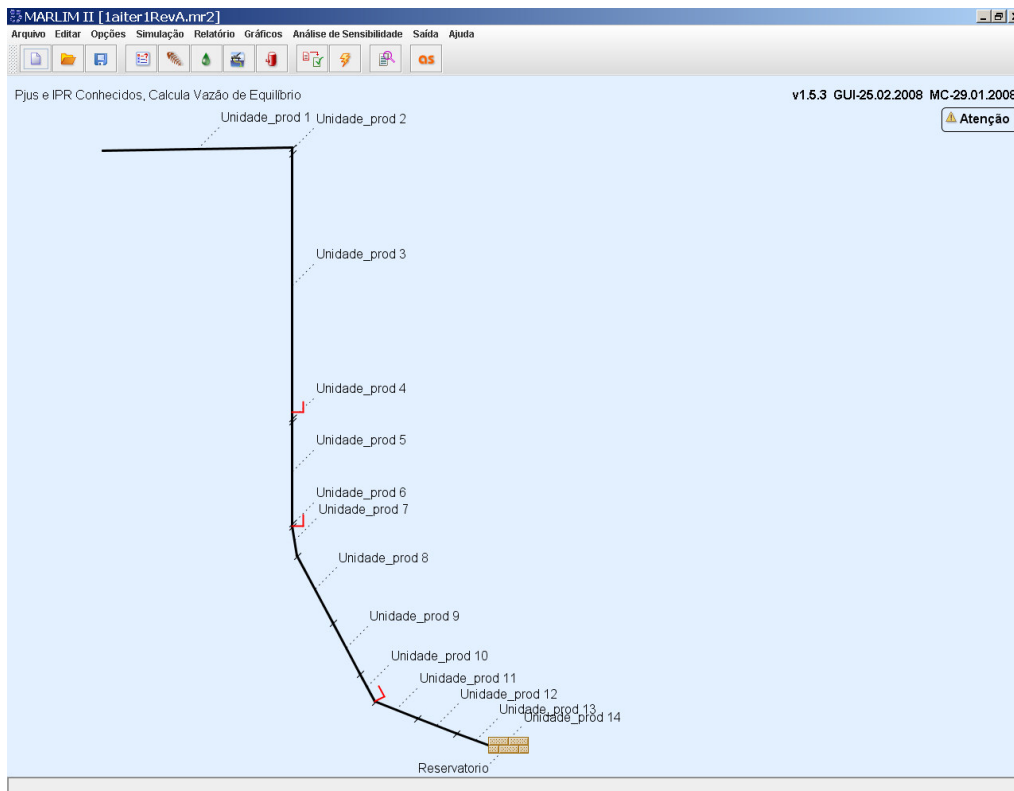 MARLIM II [1aiter1RevA.mr2]
Arquivo Editar Opções Simulação Relatório Gráficos Análise de Sensibilidade Saída Ajuda
as
Pjus e IPR Conhecidos, Calcula Vazão de Equilíbrio
v1.5.3 GUI-25.02.2008 MC-29.01.2008
Atenção
Unidade_prod 1
Unidade_prod 2
Unidade_prod 3
Unidade_prod 4
Unidade_prod 5
Unidade_prod 6
Unidade_prod 7
Unidade_prod 8
Unidade_prod 9
Unidade_prod 10
Unidade_prod 11
Unidade_prod 12
Unidade_prod 13
Unidade_prod 14
Reservatorio